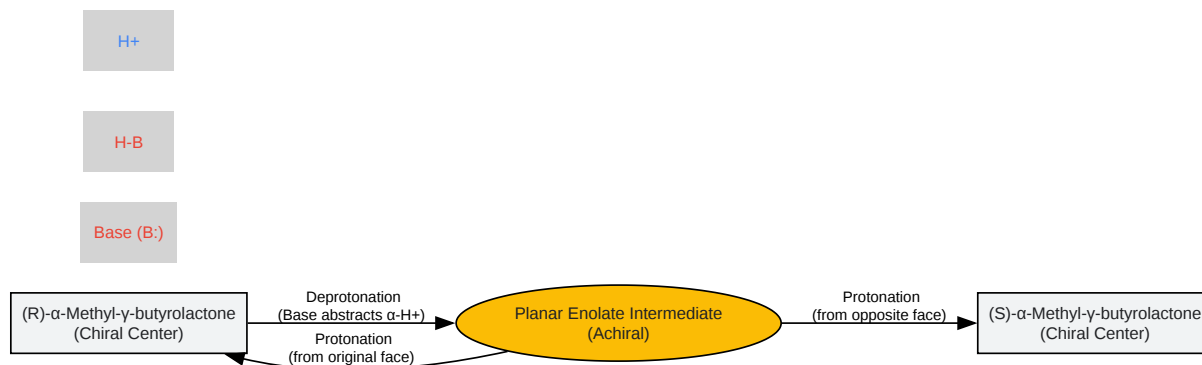 H+
H-B
Base (B:)
(R)-α-Methyl-γ-butyrolactone
(Chiral Center)
Deprotonation
(Base abstracts α-H+)
Protonation
(from original face)
Planar Enolate Intermediate
(Achiral)
Protonation
(from opposite face)
(S)-α-Methyl-γ-butyrolactone
(Chiral Center)